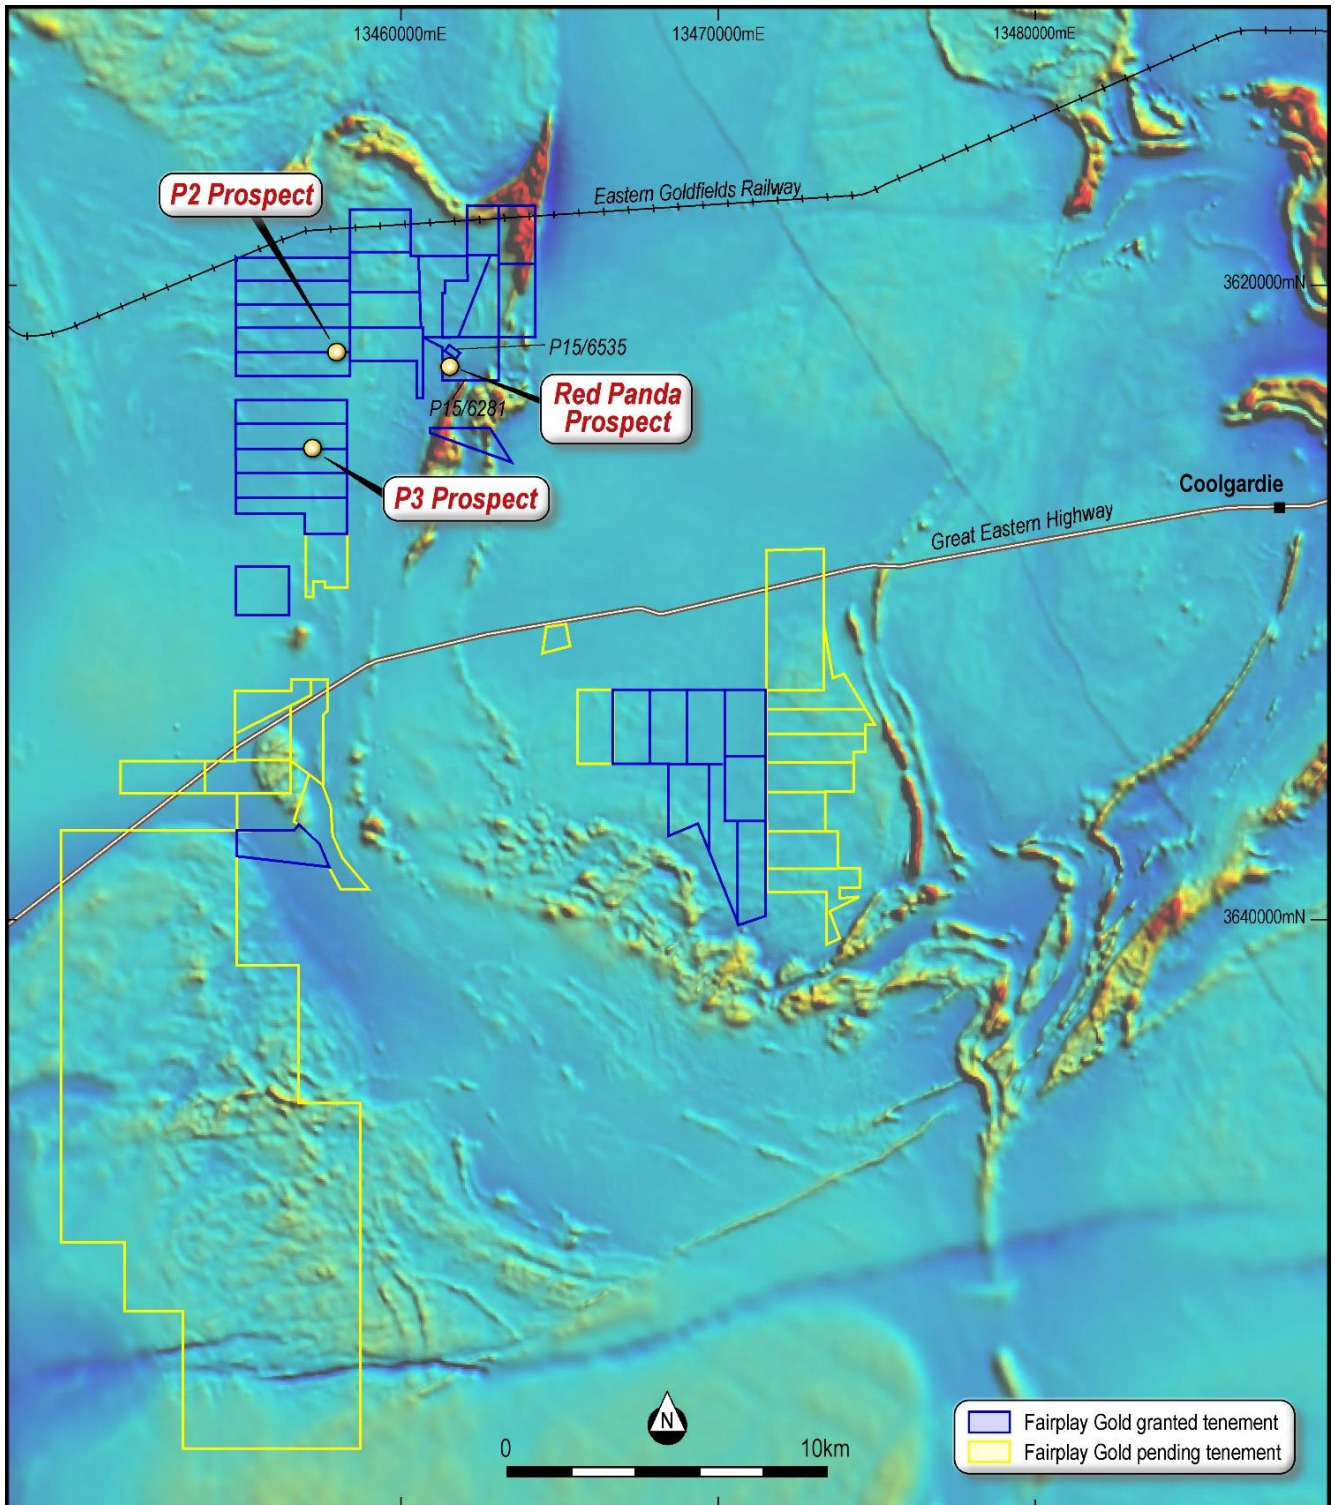 13460000mE
13470000mE
13480000mE
P2 Prospect
Eastern Goldfields Railway
3620000mN
P15/6535
Red Panda
Prospect
P15/6281
P3 Prospect
Coolgardie
Great Eastern Highway
3640000mN
N
0
10km
Fairplay Gold granted tenement
Fairplay Gold pending tenement